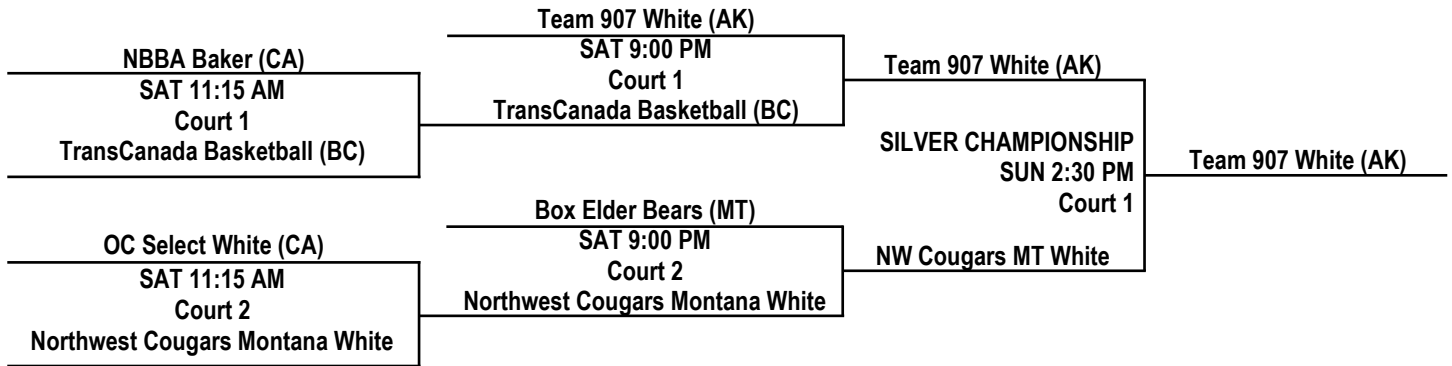 NBBA Baker (CA)
SAT 11:15 AM
Court 1
TransCanada Basketball (BC)
OC Select White (CA)
SAT 11:15 AM
Court 2
Northwest Cougars Montana White
Team 907 White (AK)
SAT 9:00 PM
Court 1
TransCanada Basketball (BC)
Box Elder Bears (MT)
SAT 9:00 PM
Court 2
Northwest Cougars Montana White
Team 907 White (AK)
SILVER CHAMPIONSHIP
SUN 2:30 PM
Court 1
NW Cougars MT White
Team 907 White (AK)